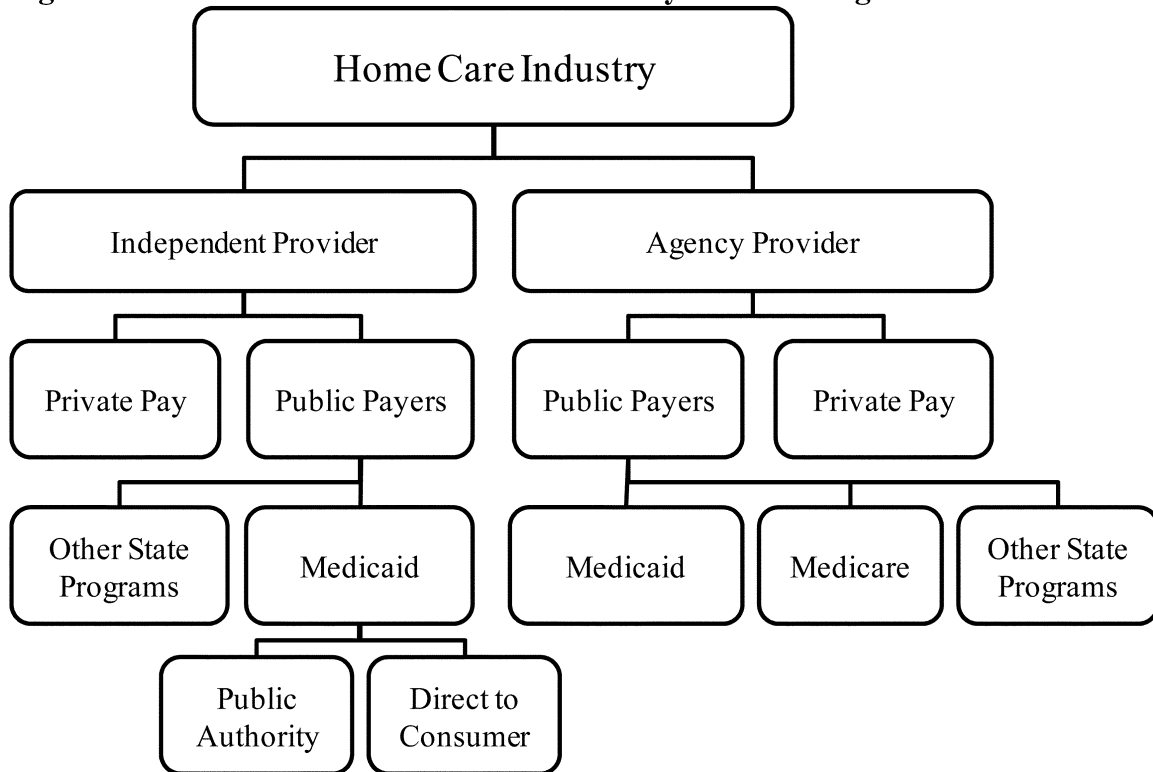 Home Care Industry
Independent Provider
Agency Provider
Private Pay
Public Payers
Public Payers
Private Pay
Other State
Programs
Medicaid
Medicaid
Medicare
Other State
Programs
Public
Authority
Direct to
Consumer